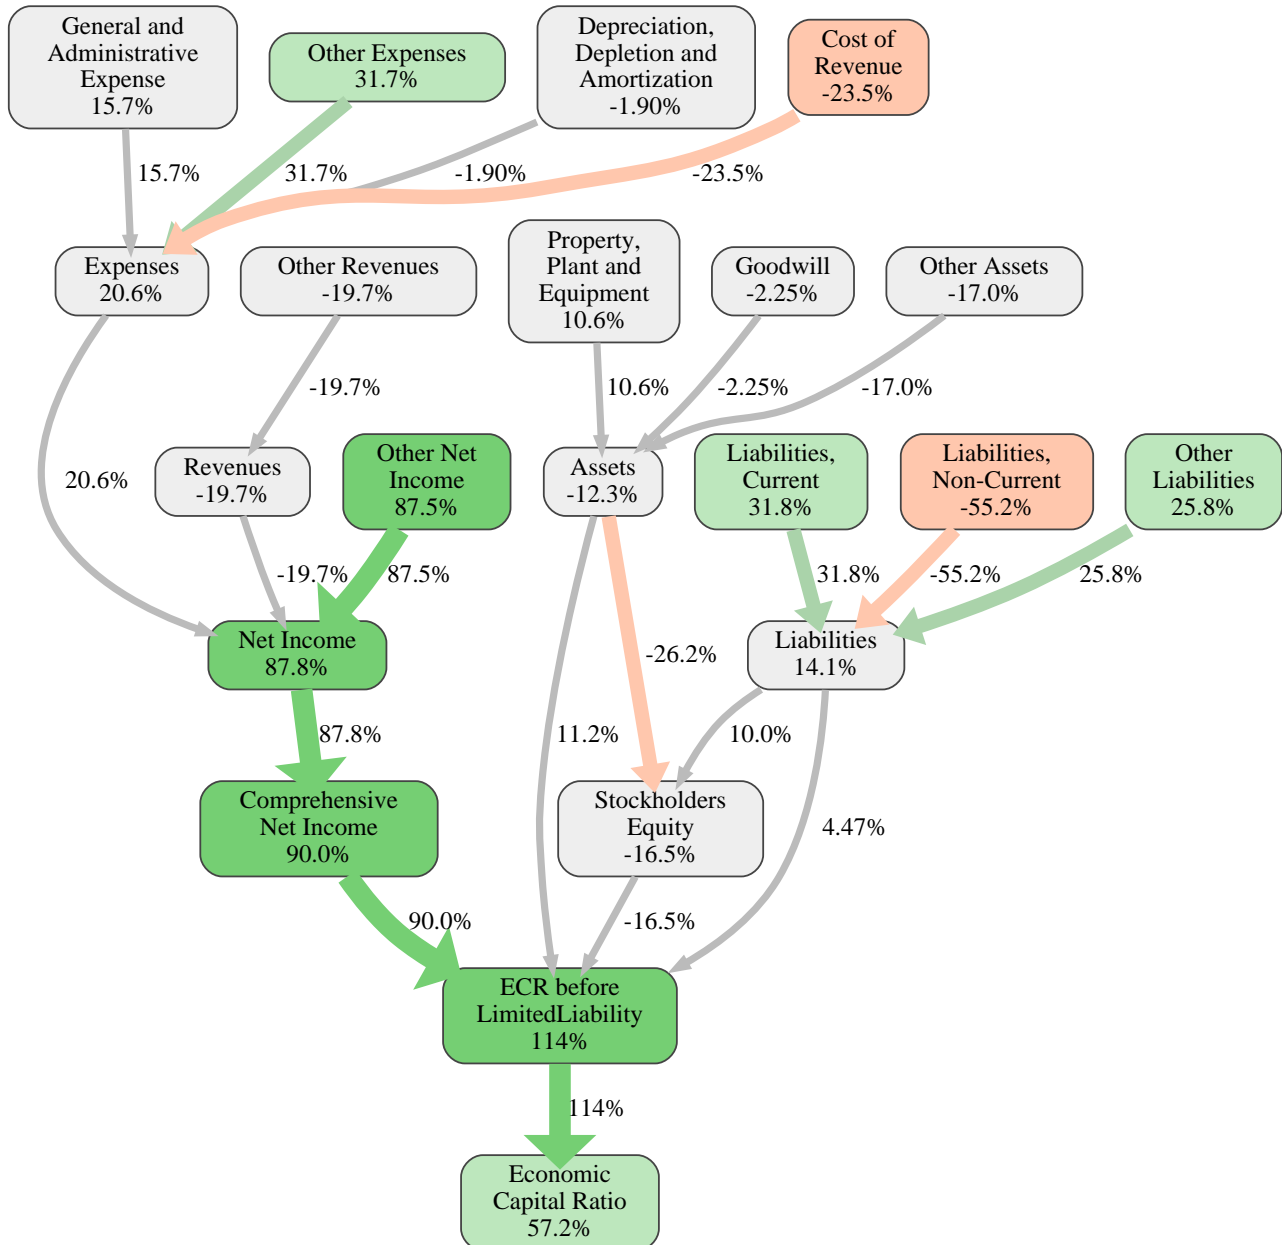 General and
Administrative
Expense
15.7%
Other Expenses
31.7%
Depreciation,
Depletion and
Amortization
-1.90%
Cost of
Revenue
-23.5%
15.7%
31.7%
-1.90%
-23.5%
Expenses
20.6%
Other Revenues
-19.7%
Property,
Plant and
Equipment
10.6%
Goodwill
-2.25%
Other Assets
-17.0%
-19.7%
10.6%
-2.25%
-17.0%
20.6%
Revenues
-19.7%
Other Net
Income
87.5%
Assets
-12.3%
Liabilities,
Current
31.8%
Liabilities,
Non-Current
-55.2%
Other
Liabilities
25.8%
-19.7%
87.5%
31.8%
-55.2%
25.8%
Net Income
87.8%
Liabilities
14.1%
-26.2%
87.8%
11.2%
10.0%
Comprehensive
Net Income
90.0%
Stockholders
Equity
-16.5%
4.47%
90.0%
-16.5%
ECR before
LimitedLiability
114%
114%
Economic
Capital Ratio
57.2%